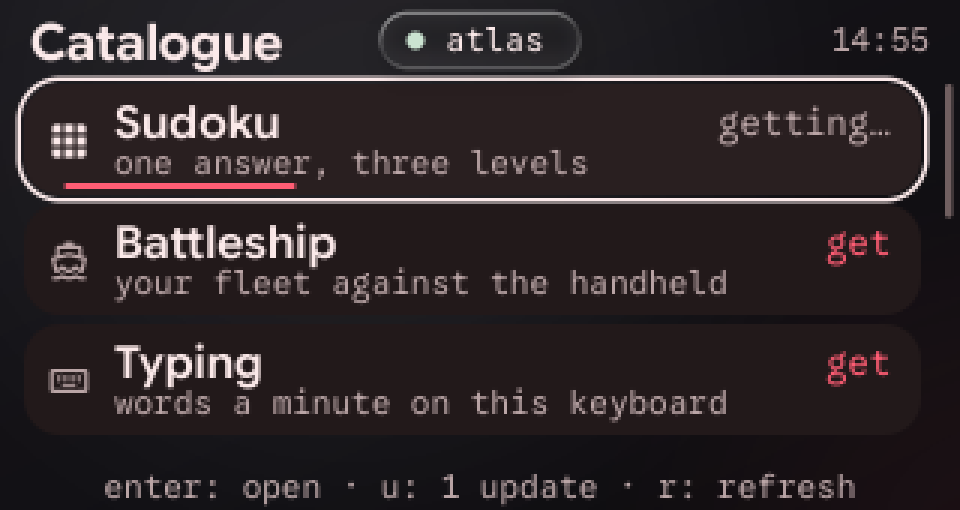 Catalogue
atlas
14:55
Sudoku
getting…
one answer, three levels
Battleship
get
your fleet against the handheld
Typing
get
words a minute on this keyboard
enter: open · u: 1 update · r: refresh